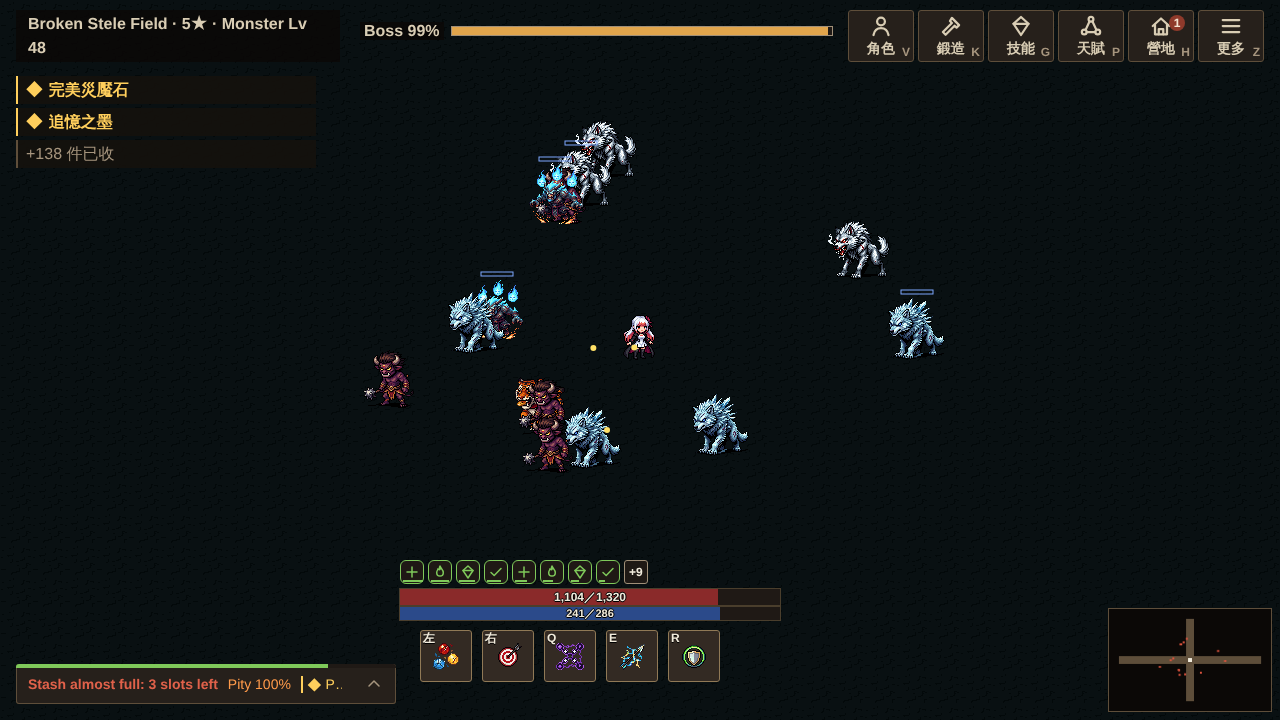 Broken Stele Field · 5★ · Monster Lv
48
Boss 99%
角色 V
鍛造 K
技能 G
天賦 P
營地 H
1
更多 Z
完美災魘石
追憶之墨
+138 件已收
+9
1,104／1,320
241／286
左
右
Q
E
R
Stash almost full: 3 slots left Pity 100% P..